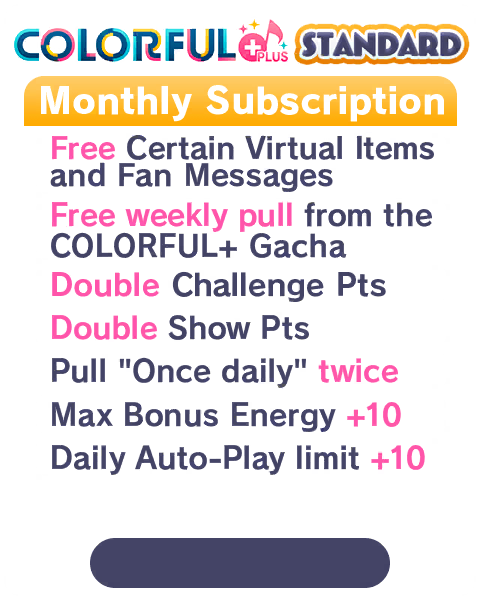 COLORFUL+PLUS STANDARD
Monthly Subscription
Free Certain Virtual Items
and Fan Messages
Free weekly pull from the
COLORFUL+ Gacha
Double Challenge Pts
Double Show Pts
Pull "Once daily" twice
Max Bonus Energy +10
Daily Auto-Play limit +10